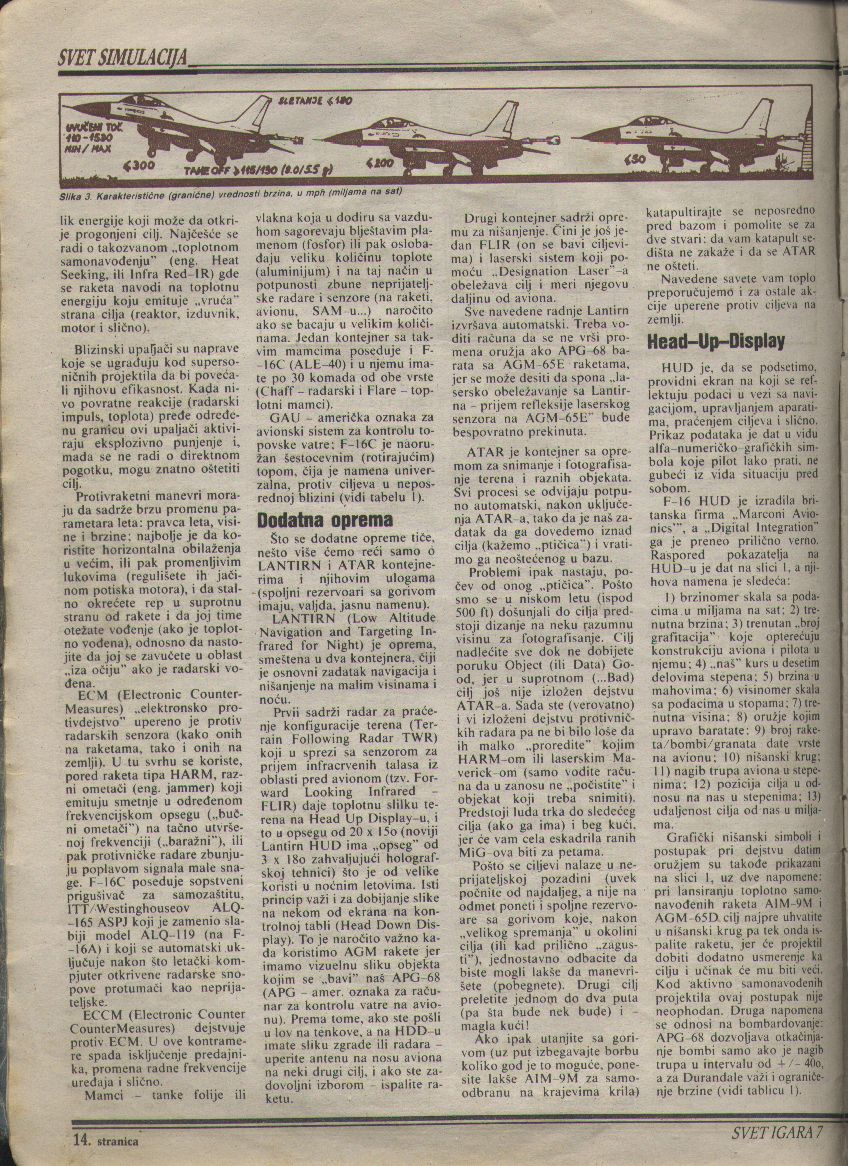 SVET SIMULACIJA
SLETANJE <180
UVUČENI TOČ.
110-1530
MIN/MAX
<300
TAKE OFF >115/190 (8.0/5.5 g)
<200
<50
Slika 3. Karakteristične (granične) vrednosti brzina, u mph (miljama na sat)
lik energije koji može da otkri-
je progonjeni cilj. Najčešće se
radi o takozvanom „toplotnom
samonavođenju" (eng. Heat
Seeking, ili Infra Red-IR) gde
se raketa navodi na toplotnu
energiju koju emituje „vruća"
strana cilja (reaktor, izduvnik,
motor i slično).
Blizinski upaljači su naprave
koje se ugrađuju kod superso-
ničnih projektila da bi poveća-
li njihovu efikasnost. Kada ni-
vo povratne reakcije (radarski
impuls, toplota) pređe određe-
nu granicu ovi upaljači aktivi-
raju eksplozivno punjenje i,
mada se ne radi o direktnom
pogotku, mogu znatno oštetiti
cilj.
Protivraketni manevri mora-
ju da sadrže brzu promenu pa-
rametara leta: pravca leta, visi-
ne i brzine; najbolje je da ko-
ristite horizontalna obilaženja
u većim, ili pak promenljivim
lukovima (regulišete ih jači-
nom potiska motora), i da stal-
no okrećete rep u suprotnu
stranu od rakete i da joj time
otežate vođenje (ako je toplot-
no vođena), odnosno da nasto-
jite da joj se zavučete u oblast
„iza očiju" ako je radarski vo-
đena.
ECM (Electronic Counter-
Measures) „elektronsko pro-
tivdejstvo" upereno je protiv
radarskih senzora (kako onih
na raketama, tako i onih na
zemlji). U tu svrhu se koriste,
pored raketa tipa HARM, raz-
ni ometači (eng. jammer) koji
emituju smetnje u određenom
frekvencijskom opsegu („buč-
ni ometači") na tačno utvrše-
noj frekvenciji („baražni"), ili
pak protivničke radare zbunju-
ju poplavom signala male sna-
ge. F-16C poseduje sopstveni
prigušivač za samozaštitu,
ITT/Westinghouseov ALQ-
-165 ASPJ koji je zamenio sla-
biji model ALQ-119 (na F-
-16A) i koji se automatski uk-
ljučuje nakon što letački kom-
pjuter otkrivene radarske sno-
pove protumači kao neprija-
teljske.
ECCM (Electronic Counter
CounterMeasures) dejstvuje
protiv ECM. U ove kontrame-
re spada isključenje predajni-
ka, promena radne frekvencije
uređaja i slično.
Mamci - tanke folije ili
vlakna koja u dodiru sa vazdu-
hom sagorevaju blještavim pla-
menom (fosfor) ili pak osloba-
đaju veliku količinu toplote
(aluminijum) i na taj način u
potpunosti zbune neprijatelj-
ske radare i senzore (na raketi,
avionu, SAM-u...) naročito
ako se bacaju u velikim količi-
nama. Jedan kontejner sa tak-
vim mamcima poseduje i F-
-16C (ALE-40) i u njemu ima-
te po 30 komada od obe vrste
(Chaff - radarski i Flare - top-
lotni mamci).
GAU - američka oznaka za
avionski sistem za kontrolu to-
povske vatre; F-16C je naoru-
žan šestocevnim (rotirajućim)
topom, čija je namena univer-
zalna, protiv ciljeva u nepos-
rednoj blizini (vidi tabelu 1).
Dodatna oprema
Što se dodatne opreme tiče,
nešto više ćemo reći samo o
LANTIRN i ATAR kontejne-
rima i njihovim ulogama
(spoljni rezervoari sa gorivom
imaju, valjda, jasnu namenu).
LANTIRN (Low Altitude
Navigation and Targeting In-
frared for Night) je oprema,
smeštena u dva kontejnera, čiji
je osnovni zadatak navigacija i
nišanjenje na malim visinama i
noću.
Prvii sadrži radar za praće-
nje konfiguracije terena (Ter-
rain Following Radar TWR)
koji u sprezi sa senzorom za
prijem infracrvenih talasa iz
oblasti pred avionom (tzv. For-
ward Looking Infrared -
FLIR) daje toplotnu slilku te-
rena na Head Up Display-u, i
to u opsegu od 20 x 15o (noviji
Lantirn HUD ima „opseg" od
3 x 18o zahvaljujući holograf-
skoj tehnici) što je od velike
koristi u noćnim letovima. Isti
princip važi i za dobijanje slike
na nekom od ekrana na kon-
trolnoj tabli (Head Down Dis-
play). To je naročito važno ka-
da koristimo AGM rakete jer
imamo vizuelnu sliku objekta
kojim se „bavi" naš APG-68
(APG - amer. oznaka za raču-
nar za kontrolu vatre na avio-
nu). Prema tome, ako ste pošli
u lov na tenkove, a na HDD-u
imate sliku zgrade ili radara -
uperite antenu na nosu aviona
na neki drugi cilj, i ako ste za-
dovoljni izborom - ispalite ra-
ketu.
Drugi kontejner sadrži opre-
mu za nišanjenje. Čini je još je-
dan FLIR (on se bavi ciljevi-
ma) i laserski sistem koji po-
moću „Designation Laser"-a
obeležava cilj i meri njegovu
daljinu od aviona.
Sve navedene radnje Lantirn
izvršava automatski. Treba vo-
diti računa da se ne vrši pro-
mena oružja ako APG-68 ba-
rata sa AGM-65E raketama,
jer se može desiti da spona „la-
sersko obeležavanje sa Lantir-
na - prijem refleksije laserskog
senzora na AGM-65E" bude
bespovratno prekinuta.
ATAR je kontejner sa opre-
mom za snimanje i fotografisa-
nje terena i raznih objekata.
Svi procesi se odvijaju potpu-
no automatski, nakon uključe-
nja ATAR-a, tako da je naš za-
datak da ga dovedemo iznad
cilja (kažemo „ptičica") i vrati-
mo ga neoštećenog u bazu.
Problemi ipak nastaju, po-
čev od onog „ptičica". Pošto
smo se u niskom letu (ispod
500 ft) došunjali do cilja pred-
stoji dizanje na neku razumnu
visinu za fotografisanje. Cilj
nadlećite sve dok ne dobijete
poruku Object (ili Data) Go-
od, jer u suprotnom (...Bad)
cilj još nije izložen dejstvu
ATAR-a. Sada ste (verovatno)
i vi izloženi dejstvu protivnič-
kih radara pa ne bi bilo loše da
ih malko „proredite" kojim
HARM-om ili laserskim Ma-
verick-om (samo vodite raču-
na da u zanosu ne „počistite" i
objekat koji treba snimiti).
Predstoji luda trka do sledećeg
cilja (ako ga ima) i beg kući,
jer će vam cela eskadrila ranih
MiG-ova biti za petama.
Pošto se ciljevi nalaze u ne-
prijateljskoj pozadini (uvek
počnite od najdaljeg, a nije na
odmet poneti i spoljne rezervo-
are sa gorivom koje, nakon
„velikog spremanja" u okolini
cilja (ili kad prilično „zagus-
ti"), jednostavno odbacite da
biste mogli lakše da manevri-
šete (pobegnete). Drugi cilj
preletite jednom do dva puta
(pa šta bude nek bude) i -
magla kući!
Ako ipak utanjite sa gori-
vom (uz put izbegavajte borbu
koliko god je to moguće, pone-
site lakše AIM-9M za samo-
odbranu na krajevima krila)
katapultirajte se neposredno
pred bazom i pomolite se za
dve stvari: da vam katapult se-
dišta ne zakaže i da se ATAR
ne ošteti.
Navedene savete vam toplo
preporučujemo i za ostale ak-
cije uperene protiv ciljeva na
zemlji.
Head-Up-Display
HUD je, da se podsetimo,
providni ekran na koji se ref-
lektuju podaci u vezi sa navi-
gacijom, upravljanjem aparati-
ma, praćenjem ciljeva i slično.
Prikaz podataka je dat u vidu
alfa-numeričko-grafičkih sim-
bola koje pilot lako prati, ne
gubeći iz vida situaciju pred
sobom.
F-16 HUD je izradila bri-
tanska firma „Marconi Avio-
nics"', a „Digital Integration"
ga je preneo prilično verno.
Raspored pokazatelja na
HUD-u je dat na slici 1, a nji-
hova namena je sledeća:
1) brzinomer skala sa poda-
cima u miljama na sat; 2) tre-
nutna brzina; 3) trenutan „broj
grafitacija" koje opterećuju
konstrukciju aviona i pilota u
njemu; 4) „naš" kurs u desetim
delovima stepena; 5) brzina u
mahovima; 6) visinomer skala
sa podacima u stopama; 7) tre-
nutna visina; 8) oružje kojim
upravo baratate; 9) broj rake-
ta/bombi/granata date vrste
na avionu; 10) nišanski krug;
11) nagib trupa aviona u stepe-
nima; 12) pozicija cilja u od-
nosu na nas u stepenima; 13)
udaljenost cilja od nas u milja-
ma.
Grafički nišanski simboli i
postupak pri dejstvu datim
oružjem su takođe prikazani
na slici 1, uz dve napomene:
pri lansiranju toplotno samo-
navođenih raketa AIM-9M i
AGM-65D cilj najpre uhvatite
u nišanski krug pa tek onda is-
palite raketu, jer će projektil
dobiti dodatno usmerenje ka
cilju i učinak će mu biti veći.
Kod aktivno samonavođenih
projektila ovaj postupak nije
neophodan. Druga napomena
se odnosi na bombardovanje:
APG-68 dozvoljava otkačinja-
nje bombi samo ako je nagib
trupa u intervalu od +/- 40o,
a za Durandale važi i ograniče-
nje brzine (vidi tablicu 1).
14. stranica
SVET IGARA 7